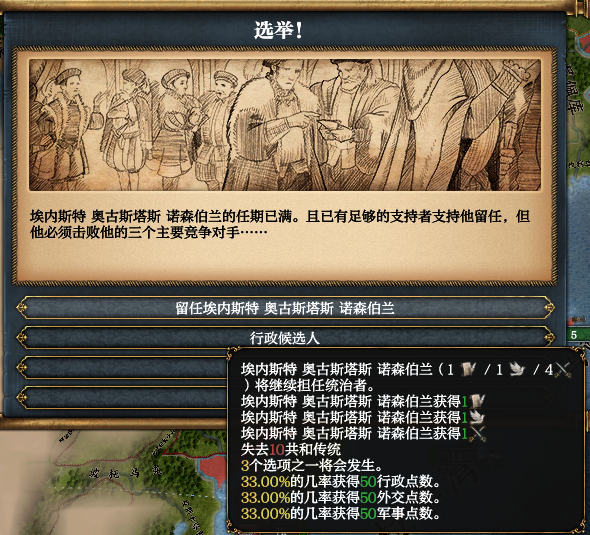 选举！
埃内斯特 奥古斯塔斯 诺森伯兰的任期已满。且已有足够的支持者支持他留任，但
他必须击败他的三个主要竞争对手……
留任埃内斯特 奥古斯塔斯 诺森伯兰
行政候选人
5
埃内斯特 奥古斯塔斯 诺森伯兰（1 / 1 / 4
）将继续担任统治者。
埃内斯特 奥古斯塔斯 诺森伯兰获得1
埃内斯特 奥古斯塔斯 诺森伯兰获得1
埃内斯特 奥古斯塔斯 诺森伯兰获得1
失去10共和传统
3个选项之一将会发生。
33.00%的几率获得50行政点数。
33.00%的几率获得50外交点数。
33.00%的几率获得50军事点数。